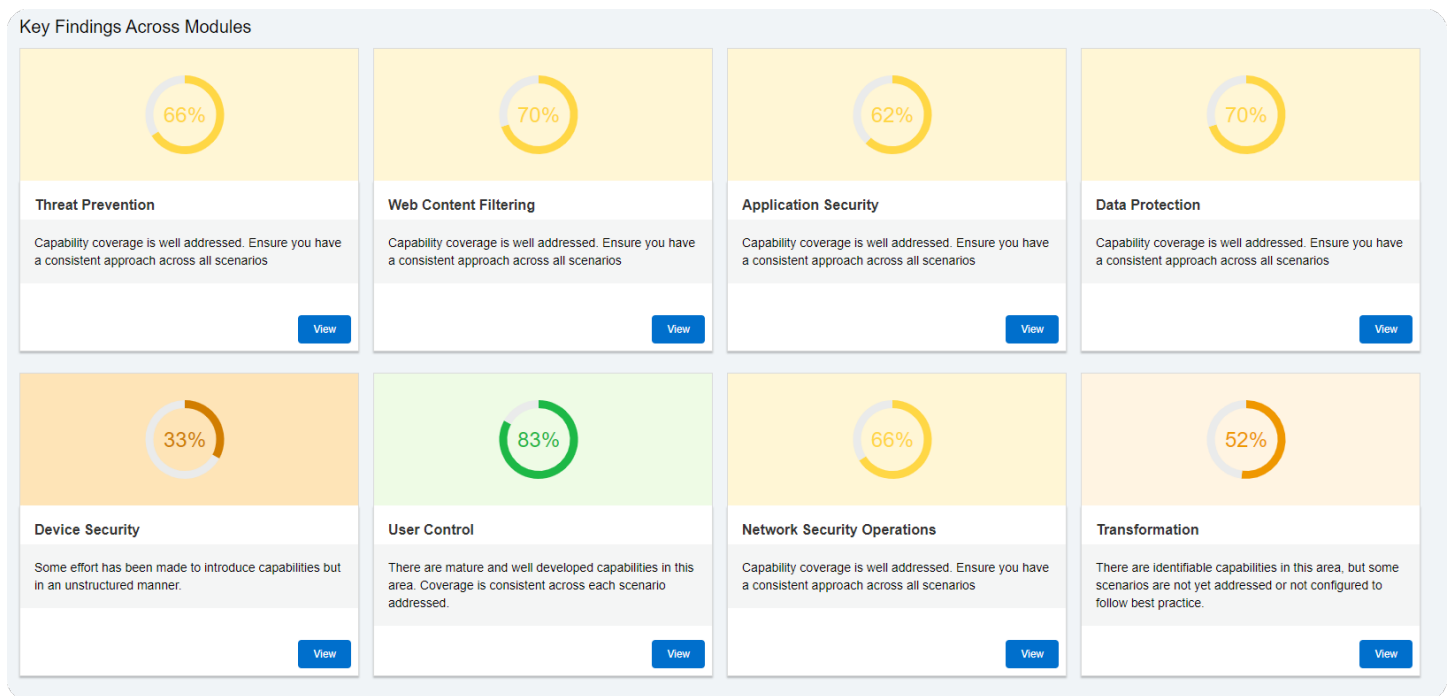 Key Findings Across Modules
66%
70%
62%
70%
Threat Prevention
Web Content Filtering
Application Security
Data Protection
Capability coverage is well addressed. Ensure you have
a consistent approach across all scenarios
Capability coverage is well addressed. Ensure you have
a consistent approach across all scenarios
Capability coverage is well addressed. Ensure you have
a consistent approach across all scenarios
Capability coverage is well addressed. Ensure you have
a consistent approach across all scenarios
View
View
View
View
33%
83%
66%
52%
Device Security
User Control
Network Security Operations
Transformation
Some effort has been made to introduce capabilities but
in an unstructured manner.
There are mature and well developed capabilities in this
area. Coverage is consistent across each scenario
addressed.
Capability coverage is well addressed. Ensure you have
a consistent approach across all scenarios
There are identifiable capabilities in this area, but some
scenarios are not yet addressed or not configured to
follow best practice.
View
View
View
View